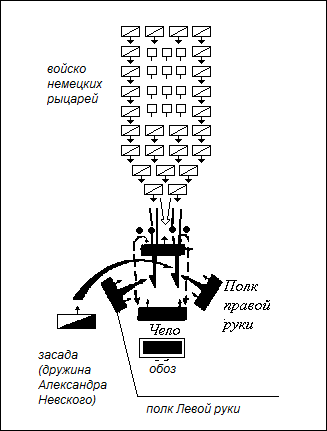 войско
немецких
рыцарей
Полк
правой
руки
Чело
обоз
засада
(дружина
Александра
Невского)
полк Левой руки